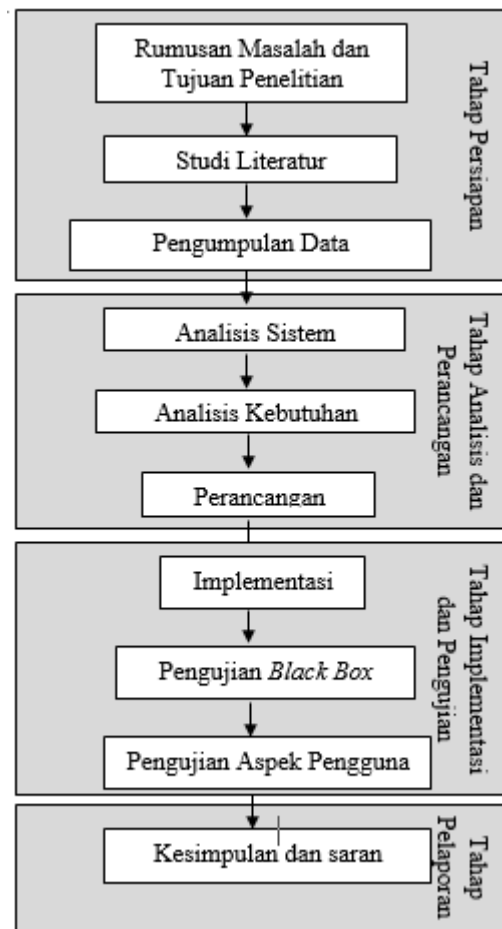 Rumusan Masalah dan
Tujuan Penelitian
Studi Literatur
Pengumpulan Data
Tahap Persiapan
Analisis Sistem
Analisis Kebutuhan
Perancangan
Tahap Analisis dan
Perancangan
Implementasi
Pengujian Black Box
Pengujian Aspek Pengguna
Tahap Implementasi
dan Pengujian
Kesimpulan dan saran
Tahap
Pelaporan